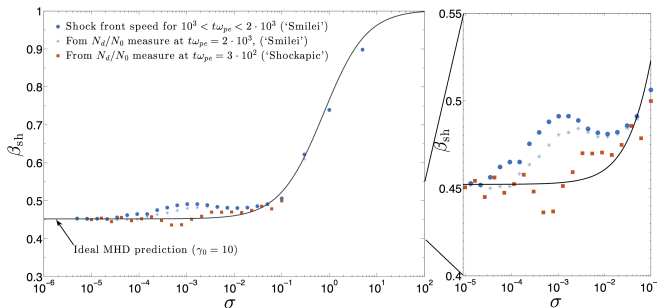 1
0.9
0.8
0.7
0.6
0.5
0.4
0.3
β_sh
Shock front speed for 10³ < tω_pe < 2 · 10³ ('Smilei')
Fom N_d/N_0 measure at tω_pe = 2 · 10³, ('Smilei')
From N_d/N_0 measure at tω_pe = 3 · 10² ('Shockapic')
Ideal MHD prediction (γ_0 = 10)
10⁻⁶ 10⁻⁵ 10⁻⁴ 10⁻³ 10⁻² 10⁻¹ 10⁰ 10¹ 10²
σ
0.55
0.5
β_sh
0.45
0.4
10⁻⁵ 10⁻⁴ 10⁻³ 10⁻² 10⁻¹
σ